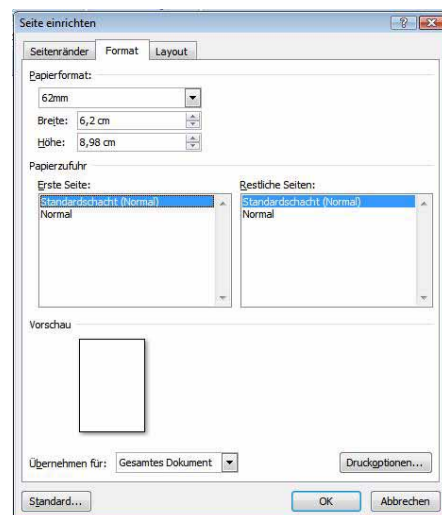 Seite einrichten
Seitenränder Format Layout
Papierformat:
62mm
Breite: 6,2 cm
Höhe: 8,98 cm
Papierzufuhr
Erste Seite: Restliche Seiten:
Standardschacht (Normal) Standardschacht (Normal)
Normal Normal
Vorschau
Übernehmen für: Gesamtes Dokument Druckoptionen...
Standard... OK Abbrechen